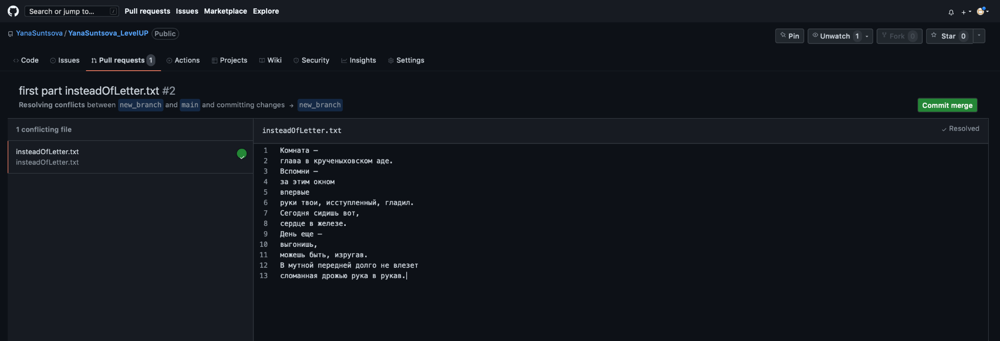 Search or jump to... /
Pull requests Issues Marketplace Explore
YanaSuntsova / YanaSuntsova_LevelUP Public
Pin
Unwatch 1
Fork 0
Star 0
Code Issues Pull requests 1 Actions Projects Wiki Security Insights Settings
first part insteadOfLetter.txt #2
Resolving conflicts between new_branch and main and committing changes → new_branch
Commit merge
1 conflicting file
insteadOfLetter.txt
insteadOfLetter.txt
insteadOfLetter.txt
Resolved
1 Комната —
2 глава в крученыховском аде.
3 Вспомни —
4 за этим окном
5 впервые
6 руки твои, исступленный, гладил.
7 Сегодня сидишь вот,
8 сердце в железе.
9 День еще —
10 выгонишь,
11 можешь быть, изругав.
12 В мутной передней долго не влезет
13 сломанная дрожью рука в рукав.